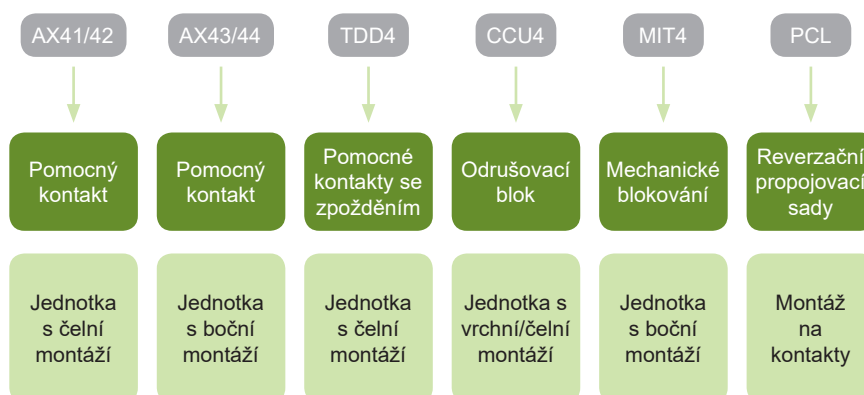 AX41/42
AX43/44
TDD4
CCU4
MIT4
PCL
Pomocný
kontakt
Pomocný
kontakt
Pomocné
kontakty se
zpožděním
Odrušovací
blok
Mechanické
blokování
Reverzační
propojovací
sady
Jednotka
s čelní
montáží
Jednotka
s boční
montáží
Jednotka
s čelní
montáží
Jednotka s
vrchní/čelní
montáží
Jednotka
s boční
montáží
Montáž
na
kontakty